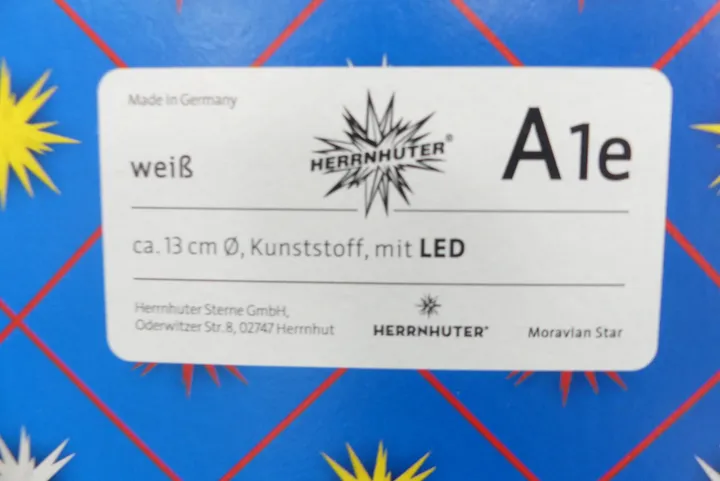 Made in Germany
HERRNHUTER®
A1e
weiß
ca. 13 cm Ø, Kunststoff, mit LED
Herrnhuter Sterne GmbH,
Oderwitzer Str. 8, 02747 Herrnhut
HERRNHUTER®
Moravian Star